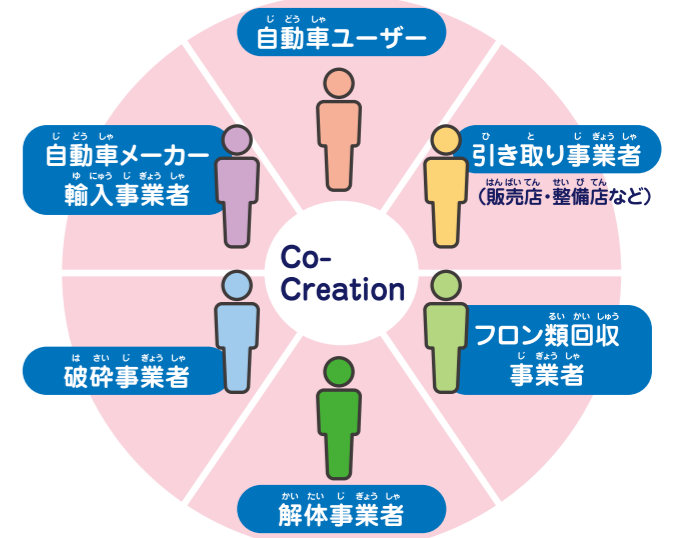 じどうしゃ
自動車ユーザー
じどうしゃ
自動車メーカー
ゆにゅうじぎょうしゃ
輸入事業者
ひとじぎょうしゃ
引き取り事業者
はんばいてんせいびてん
(販売店・整備店など)
Co-
Creation
はさいじぎょうしゃ
破砕事業者
るいかいしゅう
フロン類回収
じぎょうしゃ
事業者
かいたいじぎょうしゃ
解体事業者